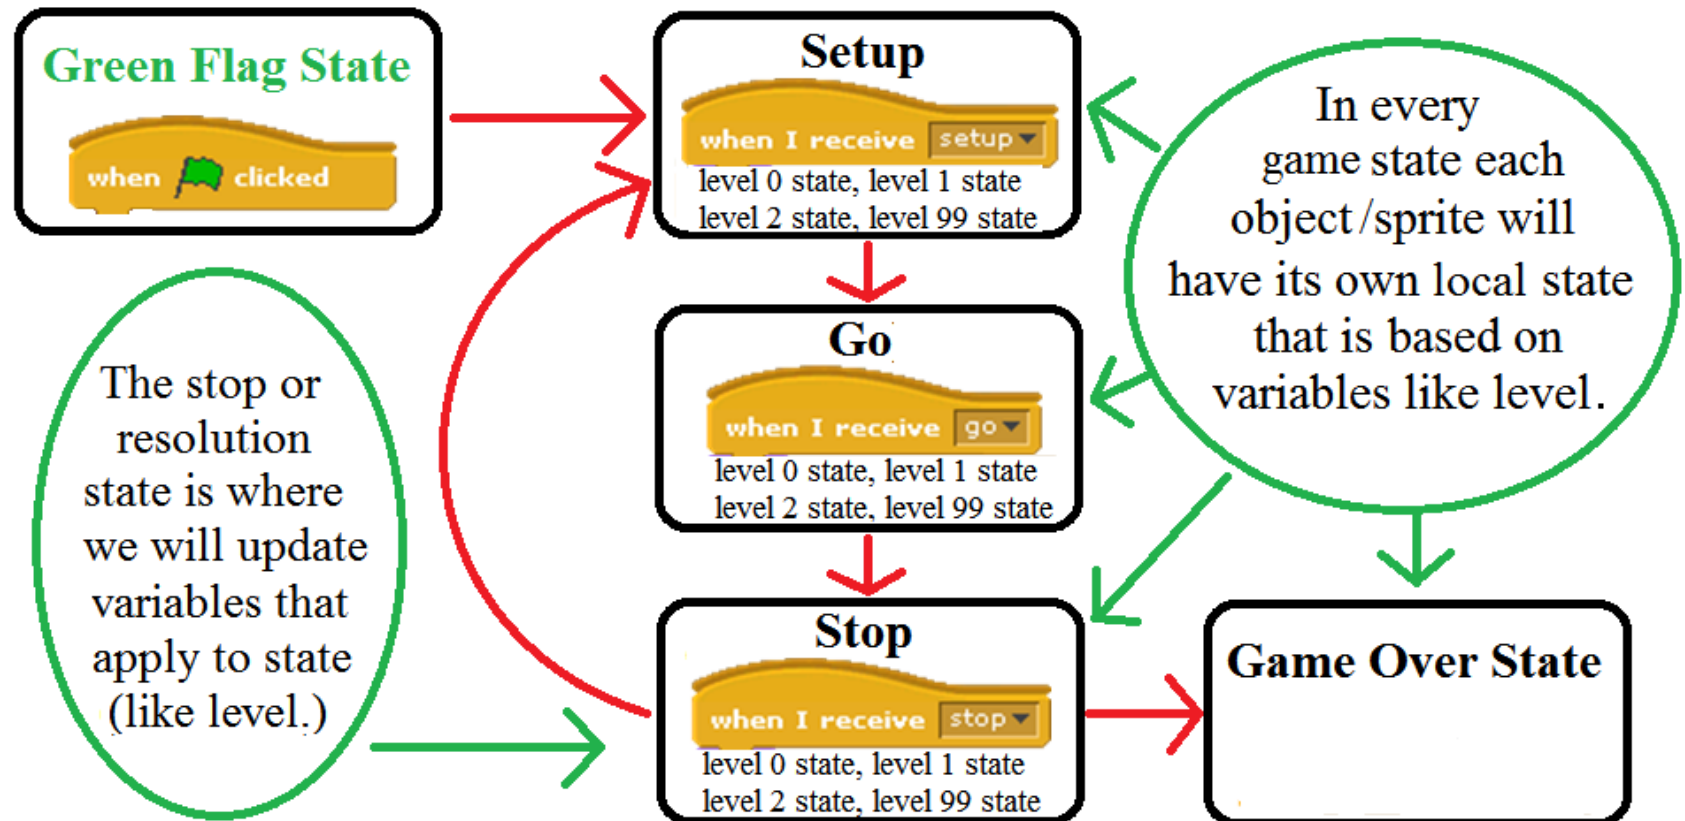 Green Flag State
when clicked
Setup
when I receive setup
level 0 state, level 1 state
level 2 state, level 99 state
In every
game state each
object/sprite will
have its own local state
that is based on
variables like level.
Go
when I receive go
level 0 state, level 1 state
level 2 state, level 99 state
The stop or
resolution
state is where
we will update
variables that
apply to state
(like level.)
Stop
when I receive stop
level 0 state, level 1 state
level 2 state, level 99 state
Game Over State